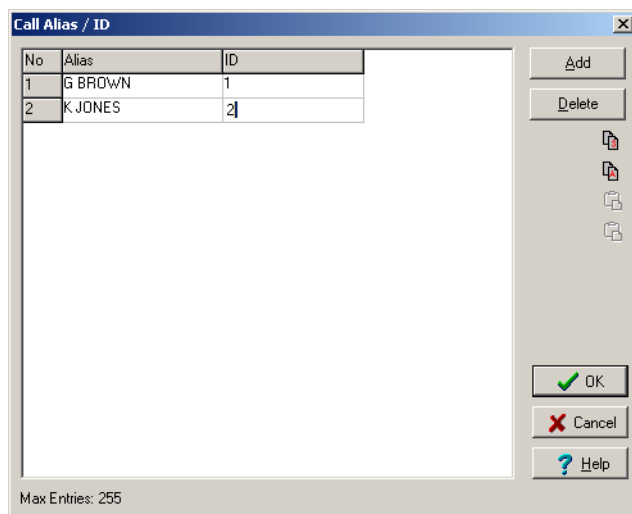 Call Alias / ID
No Alias ID
1 G BROWN 1
2 K JONES 2
Add
Delete
OK
Cancel
Help
Max Entries: 255